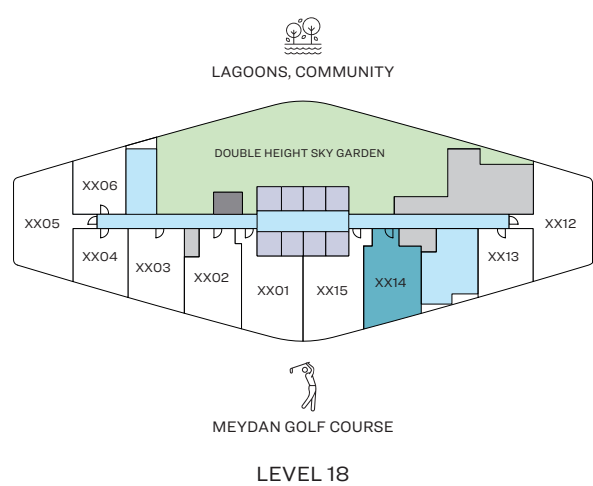 LAGOONS, COMMUNITY
DOUBLE HEIGHT SKY GARDEN
XX06
XX05
XX12
XX04
XX03
XX02
XX01
XX15
XX14
XX13
MEYDAN GOLF COURSE
LEVEL 18